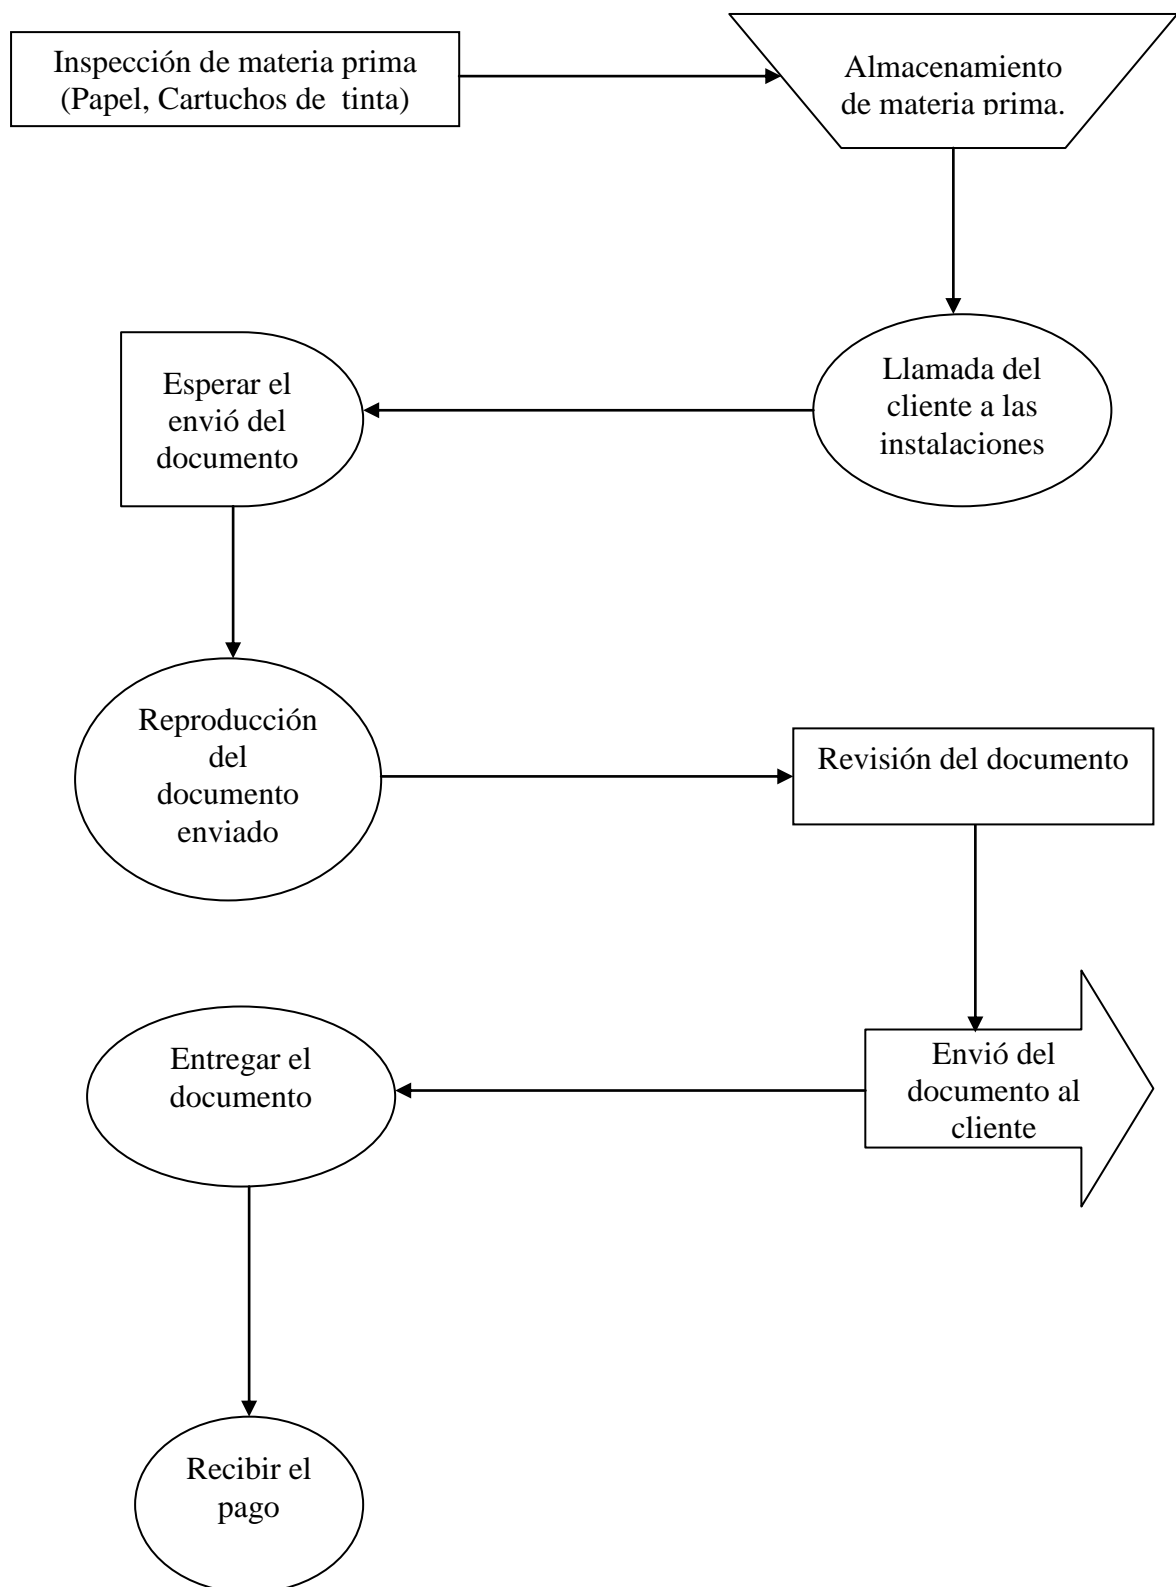 Inspección de materia prima
(Papel, Cartuchos de tinta)
Almacenamiento
de materia prima.
Llamada del
cliente a las
instalaciones
Esperar el
envió del
documento
Reproducción
del
documento
enviado
Revisión del documento
Envió del
documento al
cliente
Entregar el
documento
Recibir el
pago